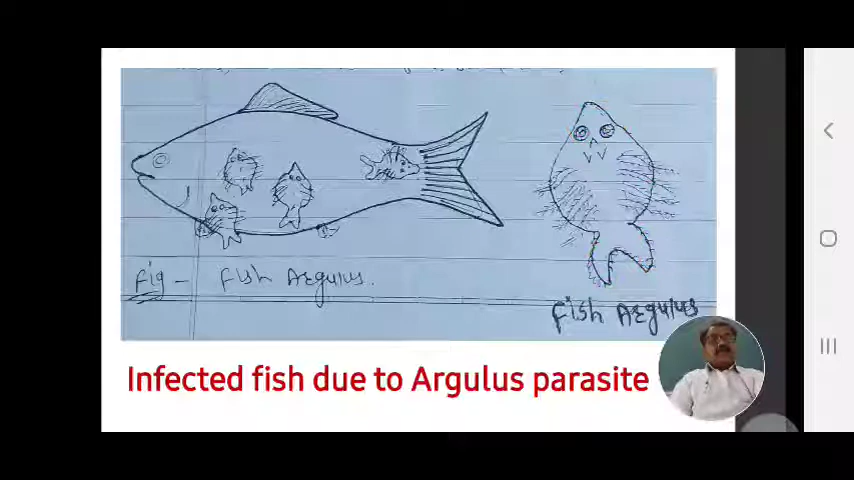 Fig - Fish Argulus.
Fish Argulus
Infected fish due to Argulus parasite